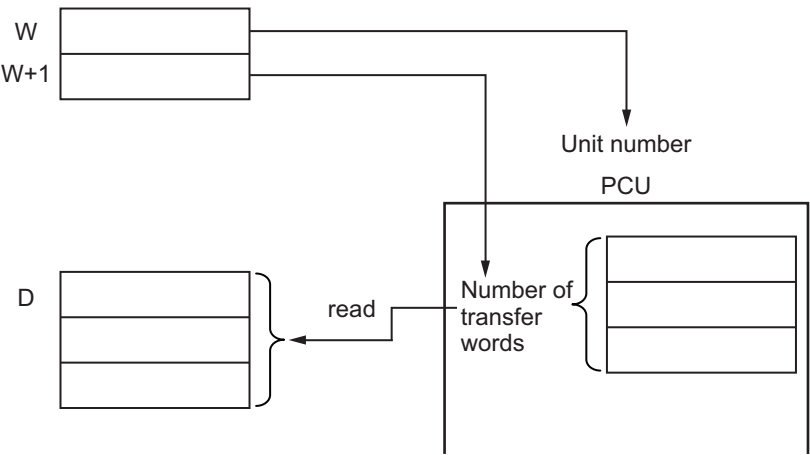 W
W+1
Unit number
PCU
D
read
Number of
transfer
words